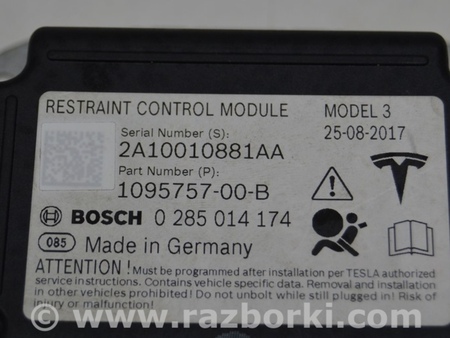 RESTRAINT CONTROL MODULE MODEL 3
Serial Number (S): 25-08-2017
2A10010881AA
Part Number (P):
1095757-00-B
BOSCH 0 285 014 174
085 Made in Germany
ATTENTION ! Must be programmed after installation per TESLA authorized
service instructions. Contains vehicle specific data. Removal and installation
in other vehicles prohibited! Do not unbolt while still plugged in! Risk of
injury or malfunction!
www.razborki.com